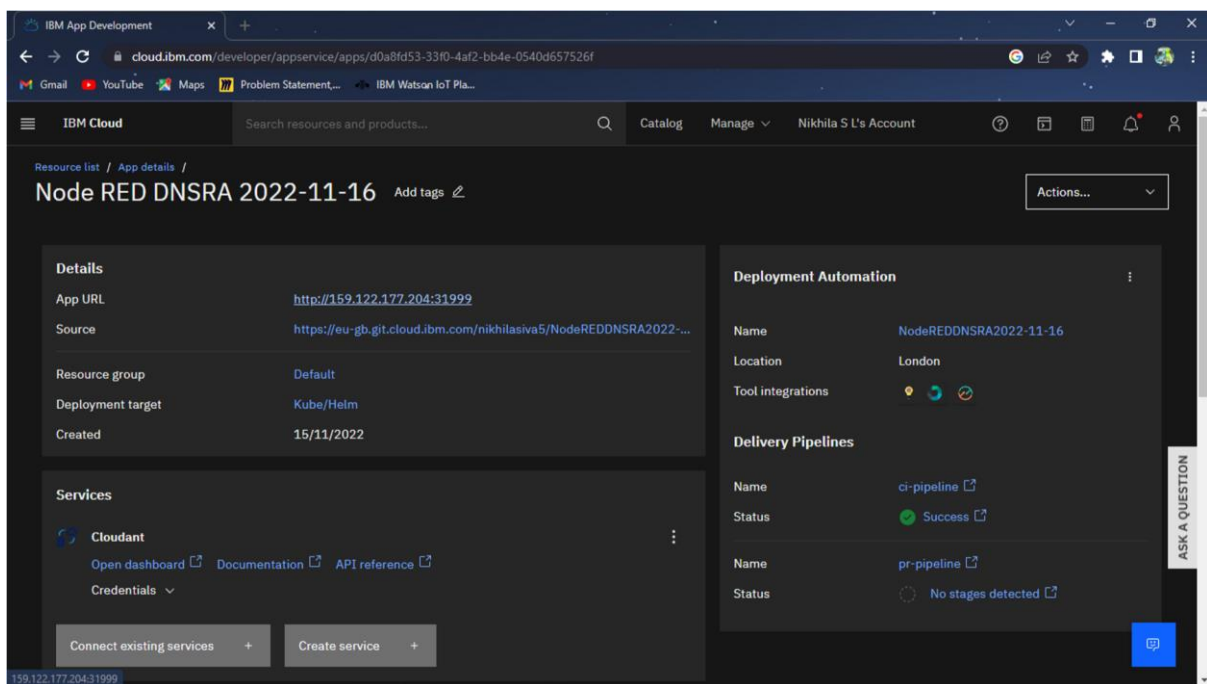 IBM App Development
cloud.ibm.com/developer/appservice/apps/d0a8fd53-33f0-4af2-bb4e-0540d657526f
Gmail YouTube Maps Problem Statement,... IBM Watson IoT Pla...
IBM Cloud Search resources and products... Catalog Manage Nikhila S L's Account
Resource list / App details /
Node RED DNSRA 2022-11-16 Add tags Actions...
Details
App URL http://159.122.177.204:31999
Source https://eu-gb.git.cloud.ibm.com/nikhilasiva5/NodeREDDNSRA2022-...
Resource group Default
Deployment target Kube/Helm
Created 15/11/2022
Services
Cloudant
Open dashboard Documentation API reference
Credentials
Connect existing services + Create service +
Deployment Automation
Name NodeREDDNSRA2022-11-16
Location London
Tool integrations
Delivery Pipelines
Name ci-pipeline
Status Success
Name pr-pipeline
Status No stages detected
ASK A QUESTION
159.122.177.204:31999